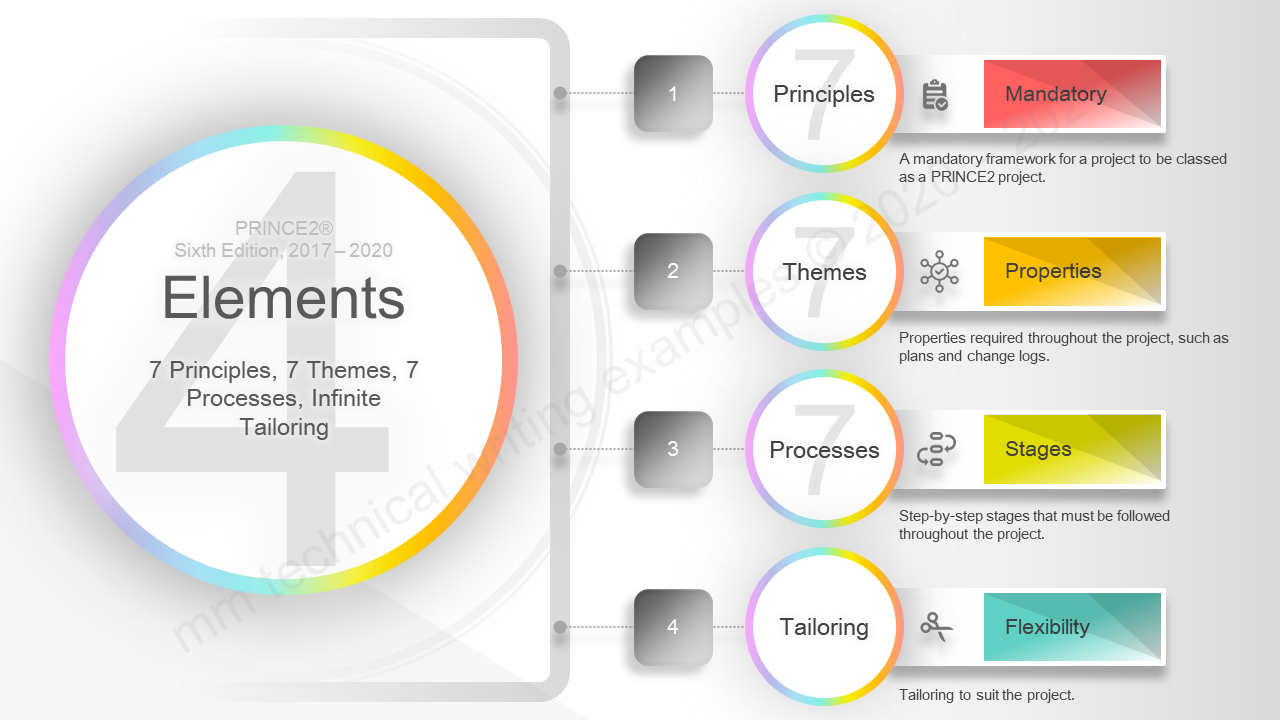 4
PRINCE2®
Sixth Edition, 2017 – 2020
Elements
7 Principles, 7 Themes, 7
Processes, Infinite
Tailoring
1
7
Principles
Mandatory
A mandatory framework for a project to be classed
as a PRINCE2 project.
2
7
Themes
Properties
Properties required throughout the project, such as
plans and change logs.
3
7
Processes
Stages
Step-by-step stages that must be followed
throughout the project.
4
Tailoring
Flexibility
Tailoring to suit the project.
mm technical writing examples © 2020